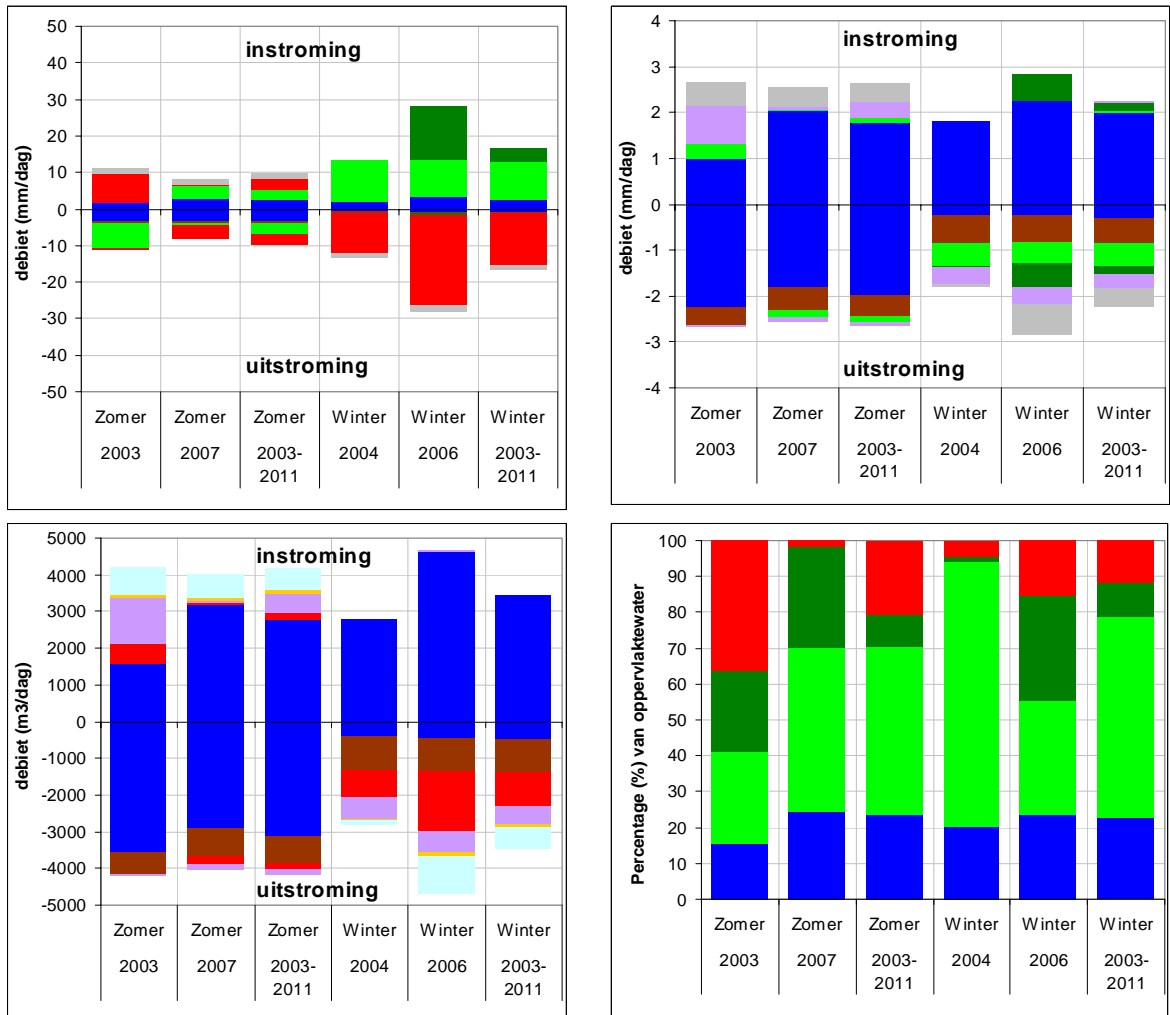 debiet (mm/dag)
50
40
30
20
10
0
-10
-20
-30
-40
-50
instroming
uitstroming
Zomer Zomer Zomer Winter Winter Winter
2003 2007 2003- 2004 2006 2003-
2011 2011
debiet (mm/dag)
4
3
2
1
0
-1
-2
-3
-4
instroming
uitstroming
Zomer Zomer Zomer Winter Winter Winter
2003 2007 2003- 2004 2006 2003-
2011 2011
debiet (m3/dag)
5000
4000
3000
2000
1000
0
-1000
-2000
-3000
-4000
-5000
instroming
uitstroming
Zomer Zomer Zomer Winter Winter Winter
2003 2007 2003- 2004 2006 2003-
2011 2011
Percentage (%) van oppervlaktewater
100
90
80
70
60
50
40
30
20
10
0
Zomer Zomer Zomer Winter Winter Winter
2003 2007 2003- 2004 2006 2003-
2011 2011